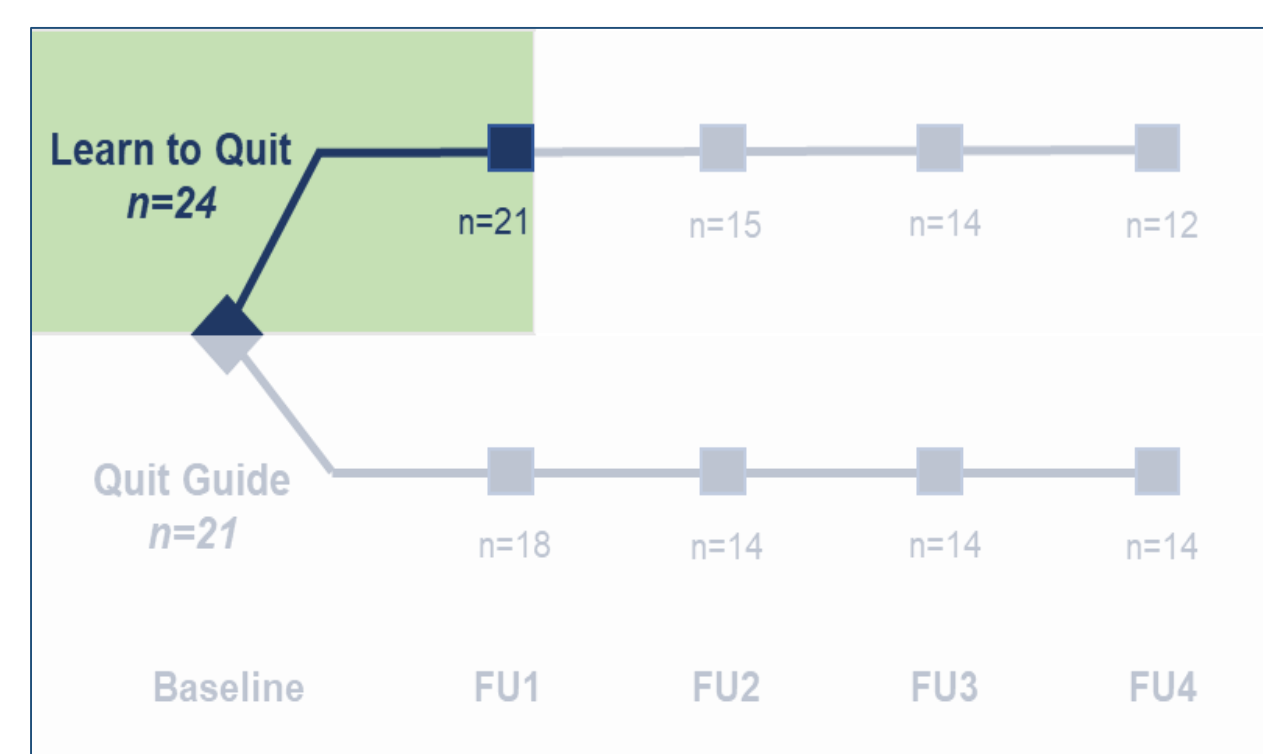 Learn to Quit
n=24
n=21
n=15
n=14
n=12
Quit Guide
n=21
n=18
n=14
n=14
n=14
Baseline
FU1
FU2
FU3
FU4